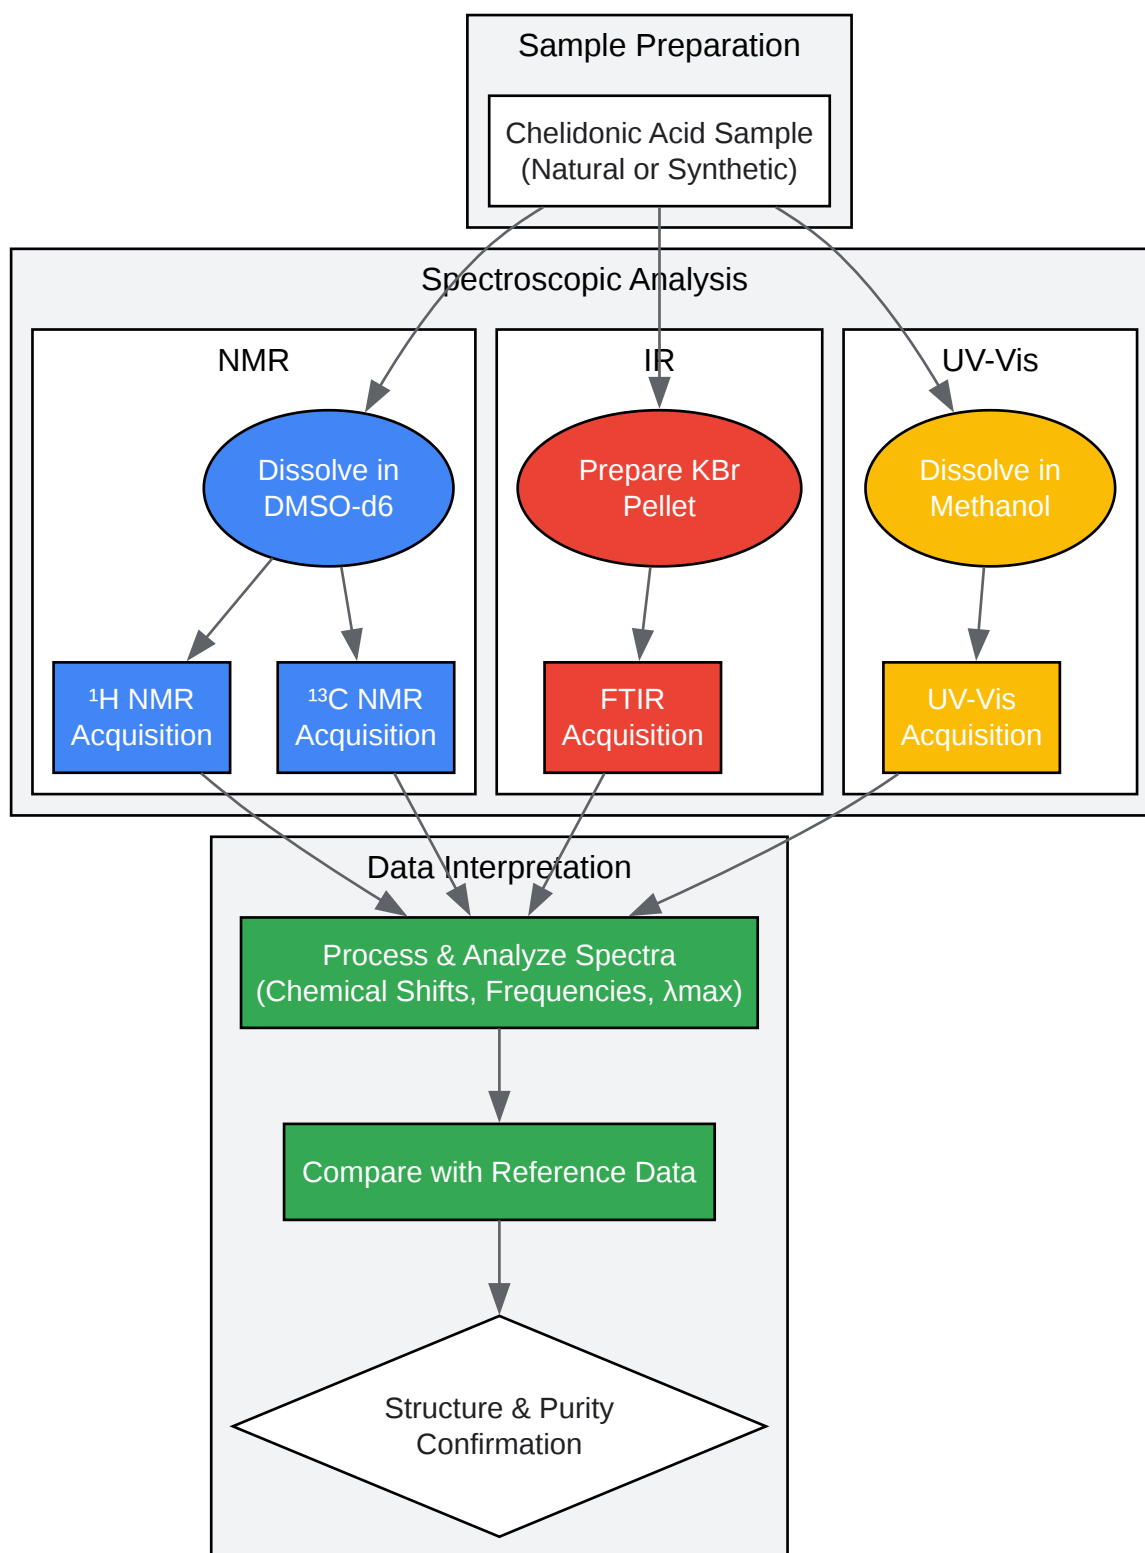 Sample Preparation
Chelidonic Acid Sample
(Natural or Synthetic)
Spectroscopic Analysis
NMR
IR
UV-Vis
Dissolve in
DMSO-d6
Prepare KBr
Pellet
Dissolve in
Methanol
¹H NMR
Acquisition
¹³C NMR
Acquisition
FTIR
Acquisition
UV-Vis
Acquisition
Data Interpretation
Process & Analyze Spectra
(Chemical Shifts, Frequencies, λmax)
Compare with Reference Data
Structure & Purity
Confirmation